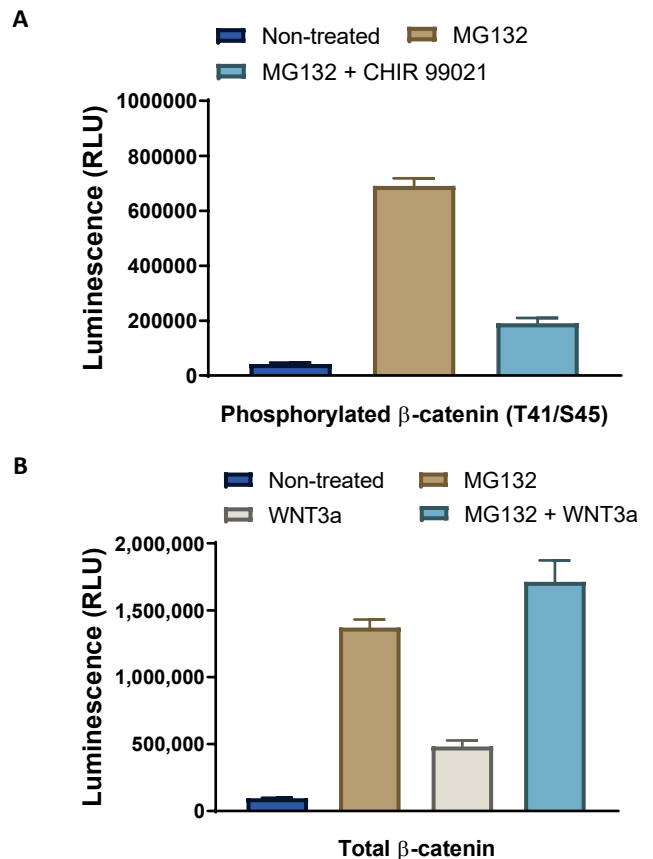 A
Non-treated MG132
MG132 + CHIR 99021
Luminescence (RLU)
1000000
800000
600000
400000
200000
0
Phosphorylated β-catenin (T41/S45)
B
Non-treated MG132
WNT3a MG132 + WNT3a
Luminescence (RLU)
2,000,000
1,500,000
1,000,000
500,000
0
Total β-catenin